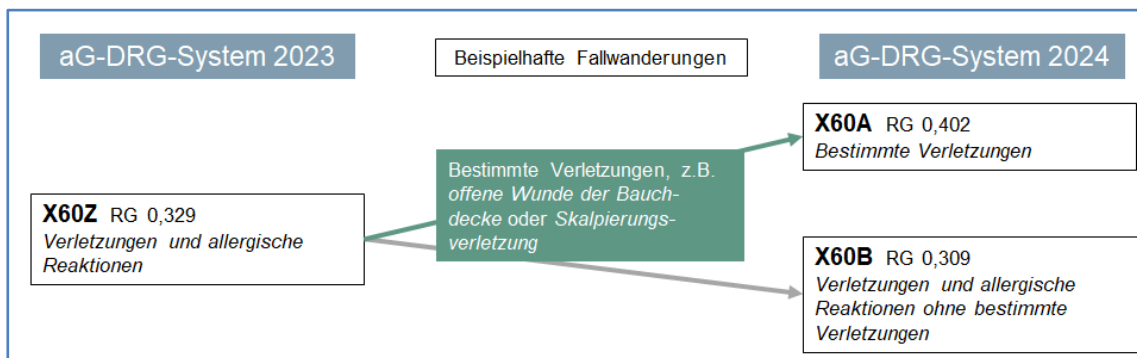 aG-DRG-System 2023
Beispielhafte Fallwanderungen
aG-DRG-System 2024
X60Z RG 0,329
Verletzungen und allergische
Reaktionen
Bestimmte Verletzungen, z.B.
offene Wunde der Bauch-
decke oder Skalpierungs-
verletzung
X60A RG 0,402
Bestimmte Verletzungen
X60B RG 0,309
Verletzungen und allergische
Reaktionen ohne bestimmte
Verletzungen